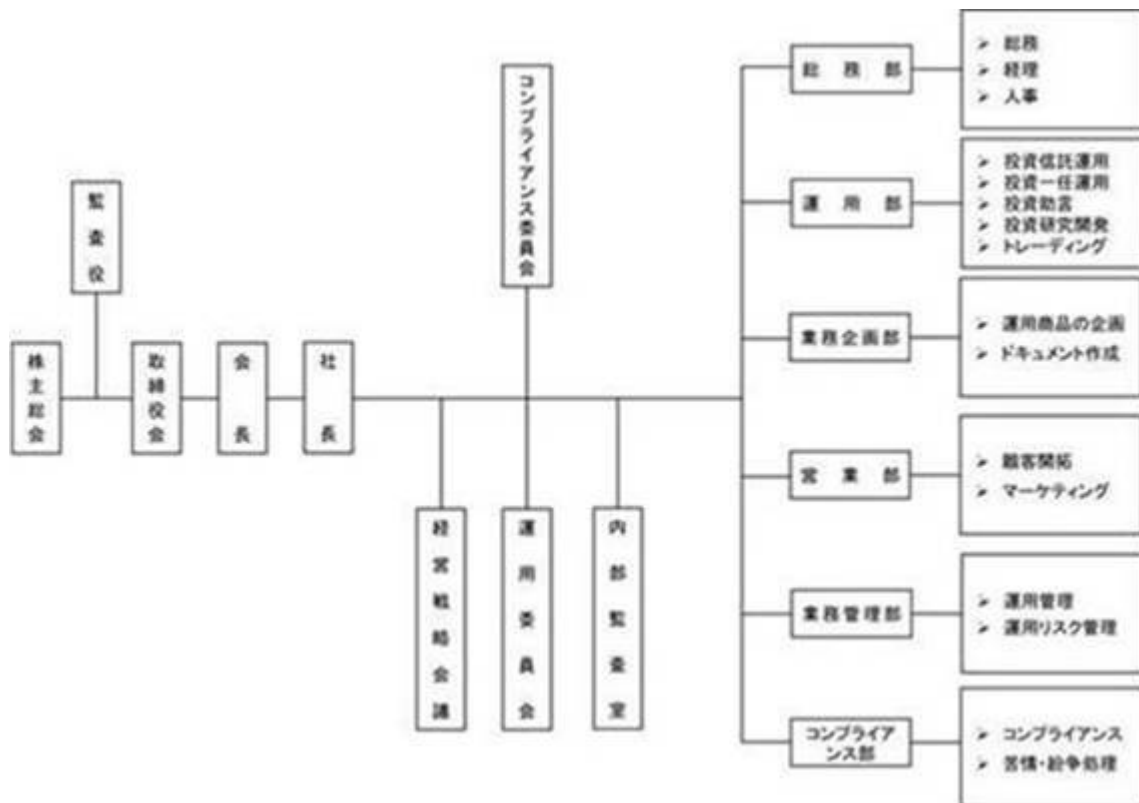 株主総会
監査役
取締役会
会長
社長
コンプライアンス委員会
経営戦略会議
運用委員会
内部監査室
総務部
➢ 総務
➢ 経理
➢ 人事
運用部
➢ 投資信託運用
➢ 投資一任運用
➢ 投資助言
➢ 投資研究開発
➢ トレーディング
業務企画部
➢ 運用商品の企画
➢ ドキュメント作成
営業部
➢ 顧客開拓
➢ マーケティング
業務管理部
➢ 運用管理
➢ 運用リスク管理
コンプライア
ンス部
➢ コンプライアンス
➢ 苦情・紛争処理